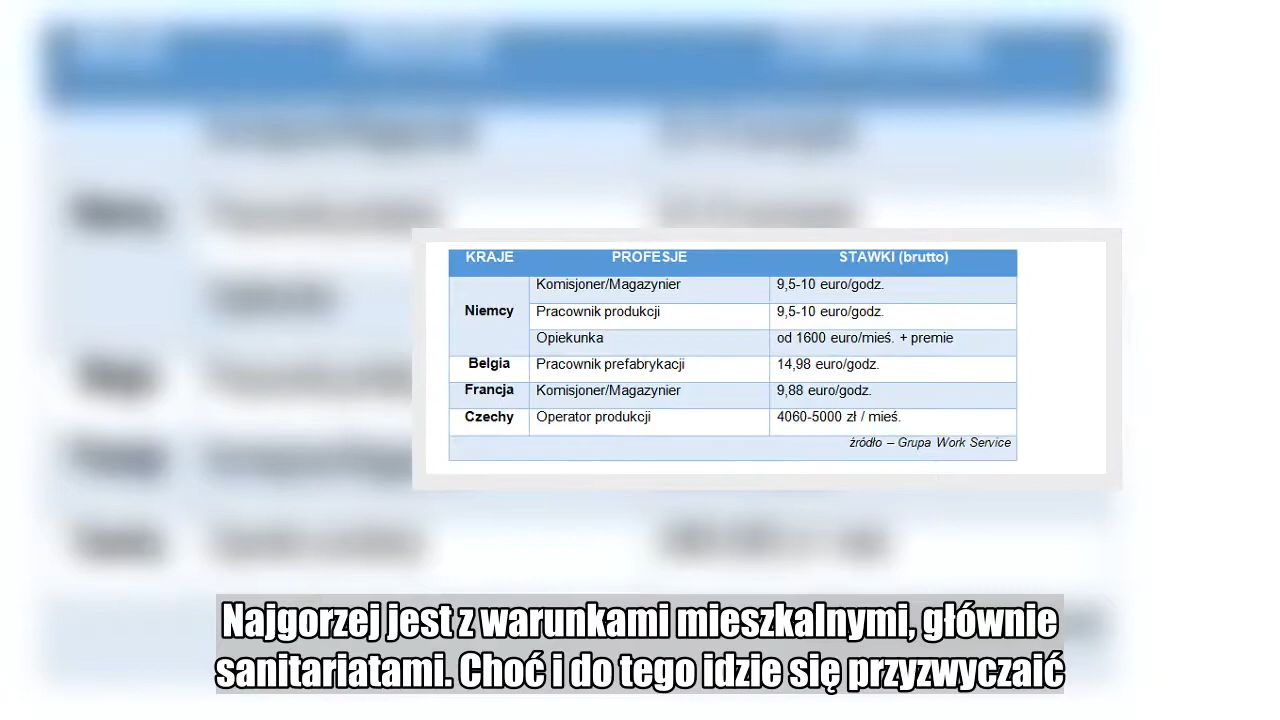 KRAJE PROFESJE STAWKI (brutto)
Komisjoner/Magazynier 9,5-10 euro/godz.
Niemcy Pracownik produkcji 9,5-10 euro/godz.
Opiekunka od 1600 euro/mieś. + premie
Belgia Pracownik prefabrykacji 14,98 euro/godz.
Francja Komisjoner/Magazynier 9,88 euro/godz.
Czechy Operator produkcji 4060-5000 zł / mieś.
źródło – Grupa Work Service
Najgorzej jest z warunkami mieszkalnymi, głównie
sanitariatami. Choć i do tego idzie się przyzwyczaić